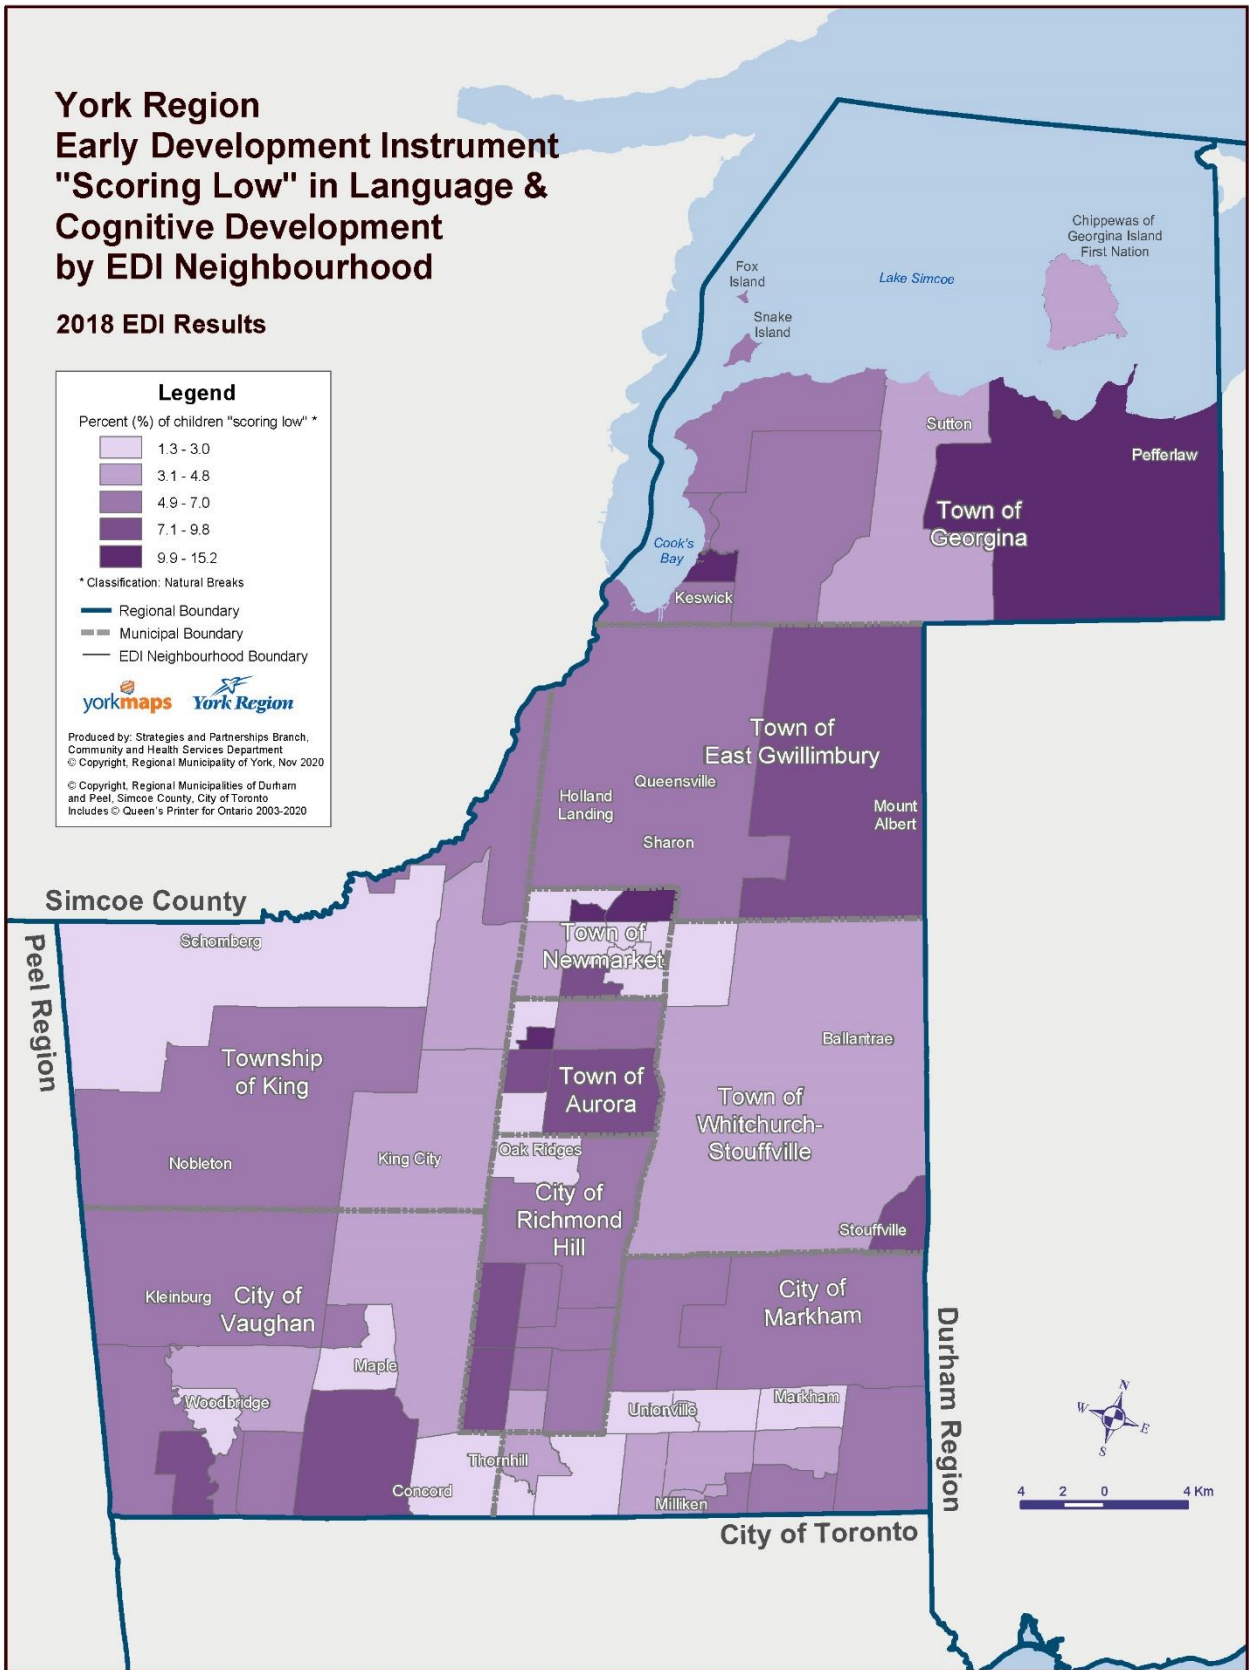 York Region
Early Development Instrument
"Scoring Low" in Language &
Cognitive Development
by EDI Neighbourhood
2018 EDI Results
Legend
Percent (%) of children "scoring low" *
1.3 - 3.0
3.1 - 4.8
4.9 - 7.0
7.1 - 9.8
9.9 - 15.2
* Classification: Natural Breaks
Regional Boundary
Municipal Boundary
EDI Neighbourhood Boundary
yorkmaps York Region
Produced by: Strategies and Partnerships Branch,
Community and Health Services Department
© Copyright, Regional Municipality of York, Nov 2020
© Copyright, Regional Municipalities of Durham
and Peel, Simcoe County, City of Toronto
Includes © Queen's Printer for Ontario 2003-2020
Chippewas of
Georgina Island
First Nation
Fox
Island
Lake Simcoe
Snake
Island
Sutton
Pefferlaw
Town of
Georgina
Cook's
Bay
Keswick
Town of
East Gwillimbury
Queensville
Holland
Landing
Mount
Albert
Sharon
Simcoe County
Peel Region
Schomberg
Town of
Newmarket
Ballantrae
Township
of King
Town of
Aurora
Town of
Whitchurch-
Stouffville
Nobleton
King City
Oak Ridges
City of
Richmond
Hill
Stouffville
Kleinburg
City of
Vaughan
City of
Markham
Durham Region
Maple
Woodbridge
Unionville
Markham
Thornhill
Concord
Milliken
City of Toronto
N
W
E
S
4 2 0 4 Km